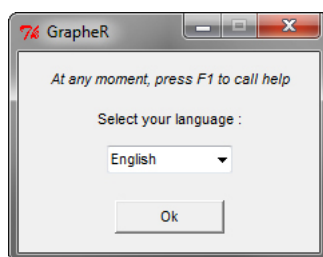 GrapheR
At any moment, press F1 to call help
Select your language :
English
Ok